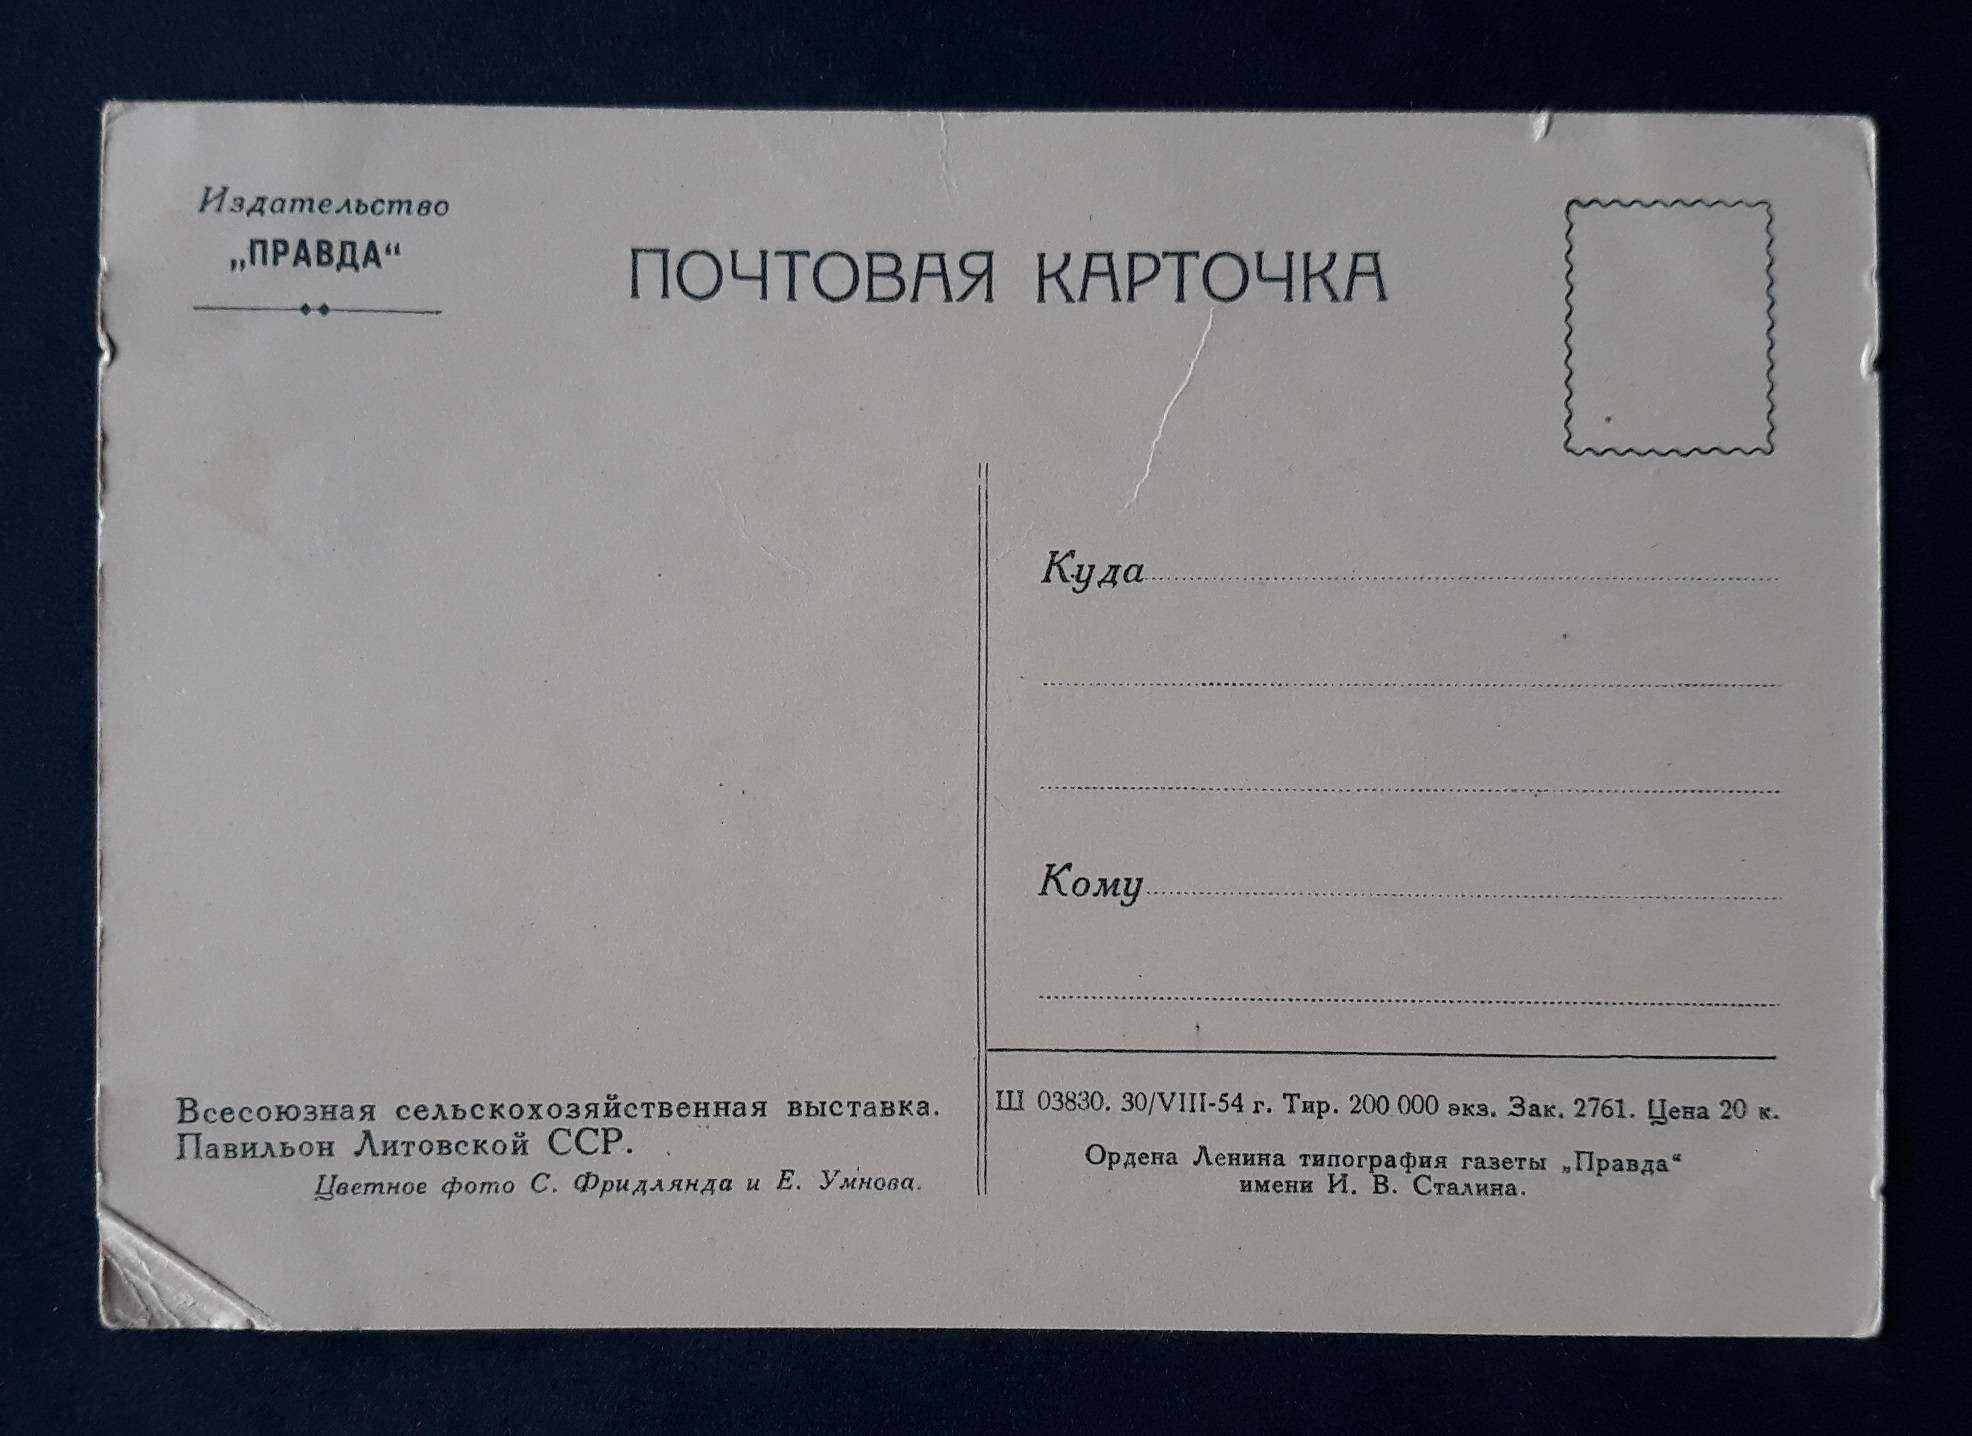 Издательство
„ПРАВДА“
ПОЧТОВАЯ КАРТОЧКА
Куда
Кому
Всесоюзная сельскохозяйственная выставка.
Павильон Литовской ССР.
Цветное фото С. Фридлянда и Е. Умнова.
Ш 03830. 30/VIII-54 г. Тир. 200 000 экз. Зак. 2761. Цена 20 к.
Ордена Ленина типография газеты „Правда“
имени И. В. Сталина.